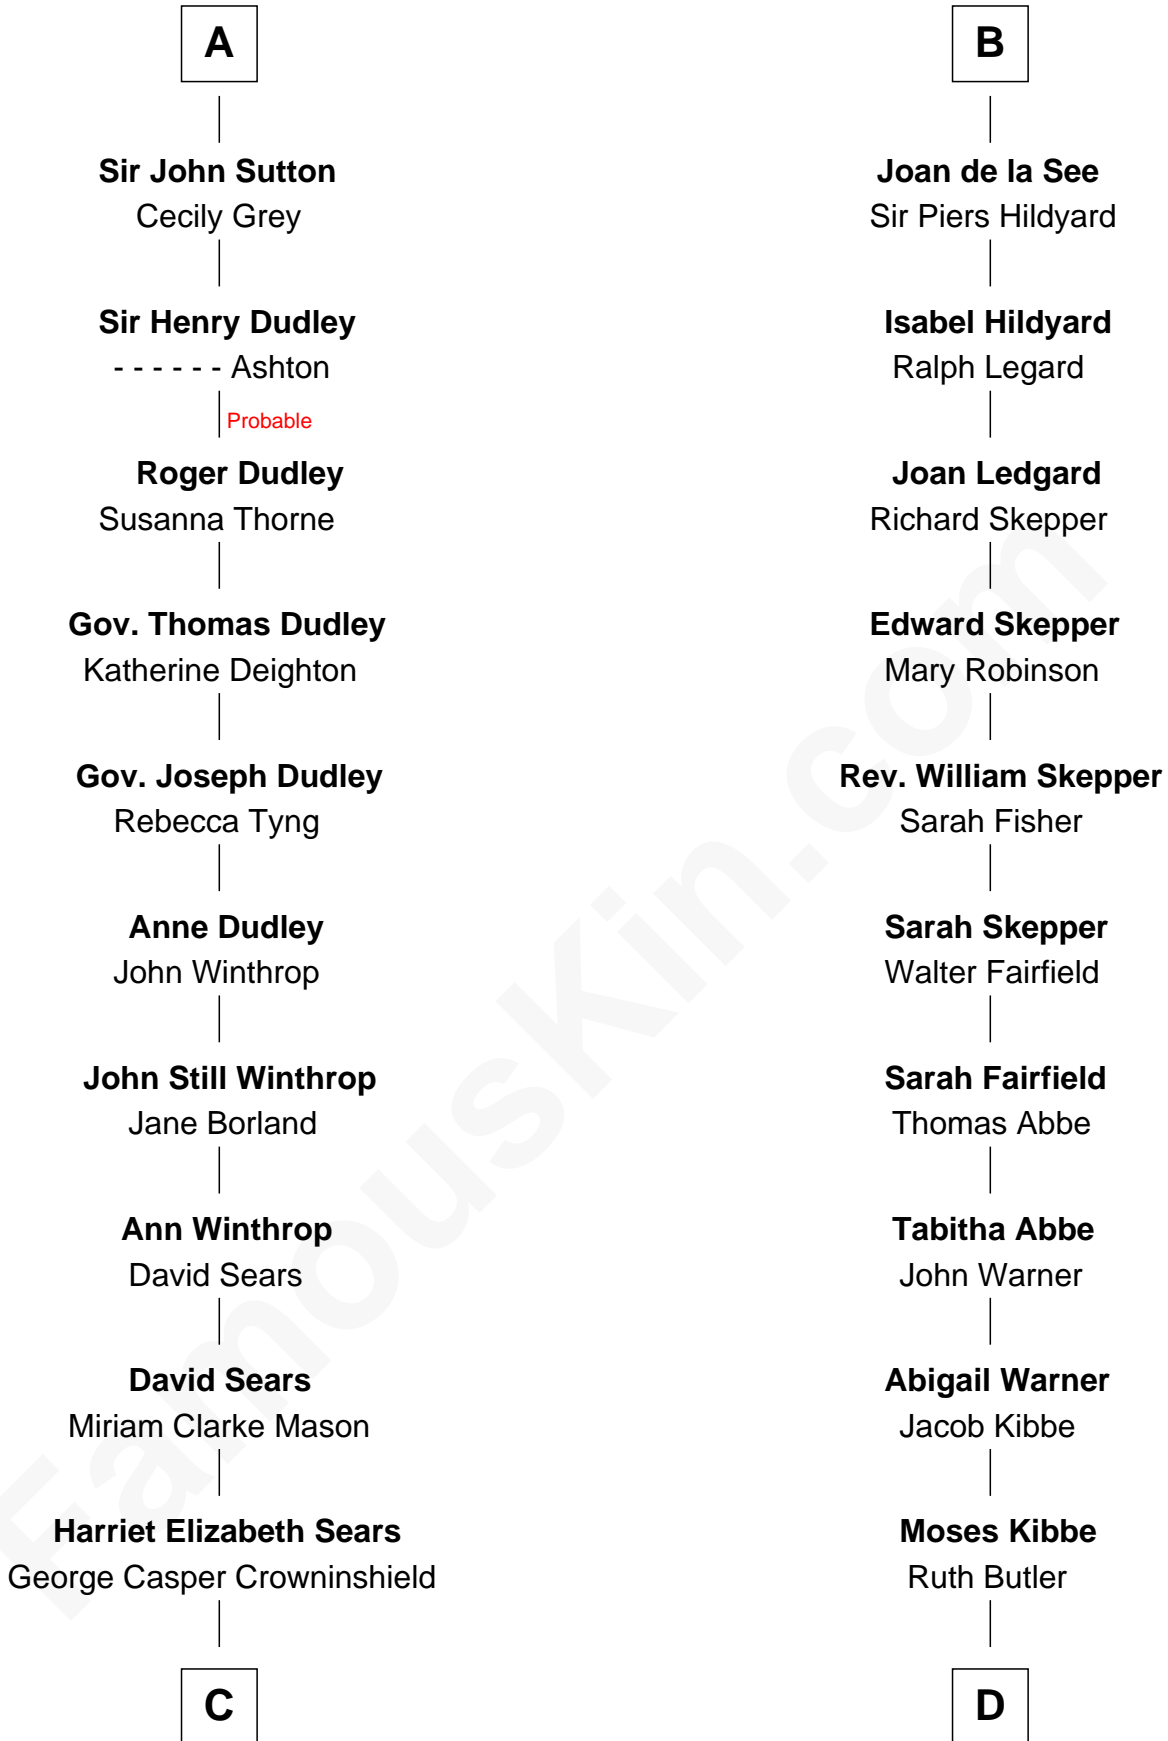 A
Sir John Sutton
Cecily Grey
Sir Henry Dudley
- - - - - - Ashton
Probable
Roger Dudley
Susanna Thorne
Gov. Thomas Dudley
Katherine Deighton
Gov. Joseph Dudley
Rebecca Tyng
Anne Dudley
John Winthrop
John Still Winthrop
Jane Borland
Ann Winthrop
David Sears
David Sears
Miriam Clarke Mason
Harriet Elizabeth Sears
George Casper Crowninshield
C
B
Joan de la See
Sir Piers Hildyard
Isabel Hildyard
Ralph Legard
Joan Ledgard
Richard Skepper
Edward Skepper
Mary Robinson
Rev. William Skepper
Sarah Fisher
Sarah Skepper
Walter Fairfield
Sarah Fairfield
Thomas Abbe
Tabitha Abbe
John Warner
Abigail Warner
Jacob Kibbe
Moses Kibbe
Ruth Butler
D
FamousKin.com